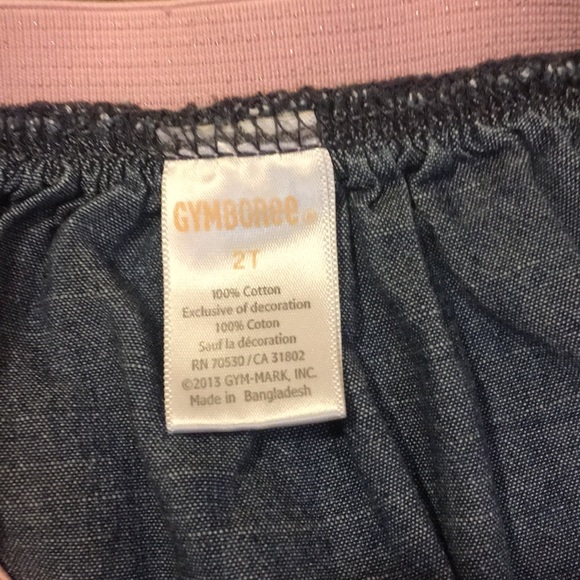 GYMBOREE
2T
100% Cotton
Exclusive of decoration
100% Coton
Sauf la décoration
RN 70530/CA 31802
©2013 GYM-MARK, INC.
Made in Bangladesh